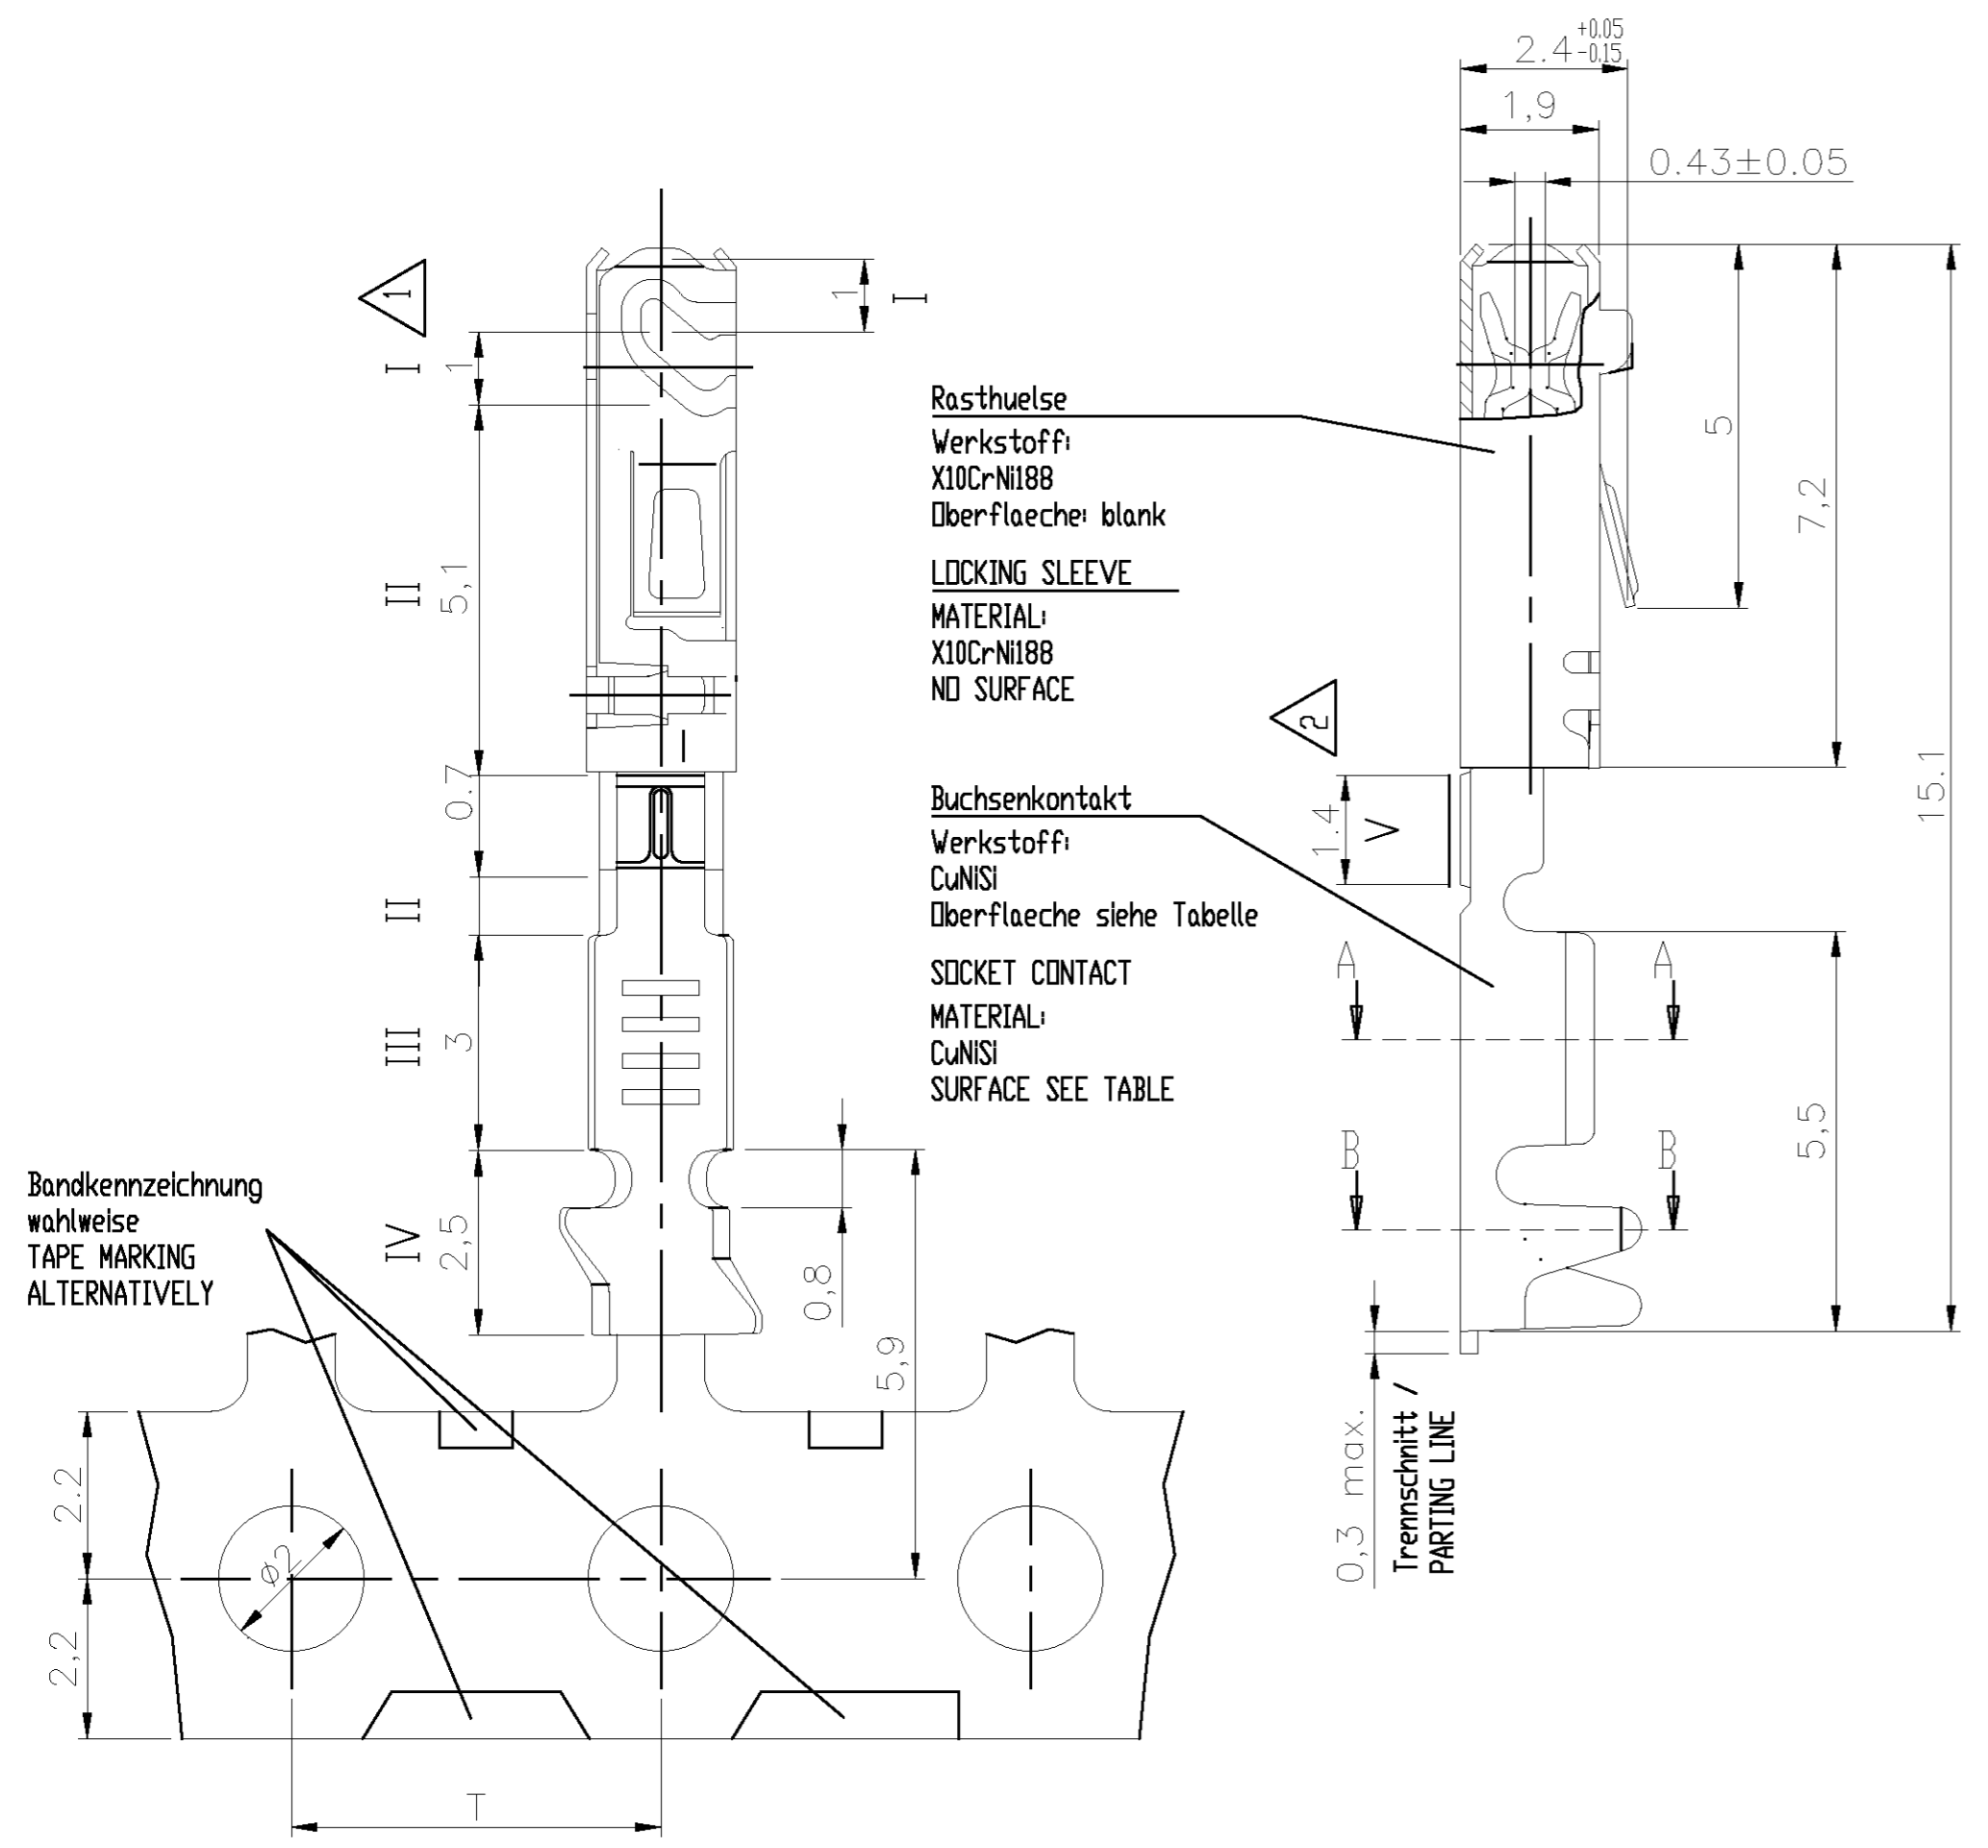 2.4 +0.05 -0.15
1,9
0.43±0.05
1
1
I
I
1
5
7,2
15.1
Rasthuelse
Werkstoff:
X10CrNi188
Oberflaeche: blank
LOCKING SLEEVE
MATERIAL:
X10CrNi188
NO SURFACE
II
5,1
2
0.7
1.4
V
Buchsenkontakt
Werkstoff:
CuNiSi
Oberflaeche siehe Tabelle
SOCKET CONTACT
MATERIAL:
CuNiSi
SURFACE SEE TABLE
II
III
3
A
A
B
B
5,5
Bandkennzeichnung
wahlweise
TAPE MARKING
ALTERNATIVELY
IV
2,5
0,8
5,9
0,3 max.
Trennschnitt /
PARTING LINE
2.2
ø2
2,2
T